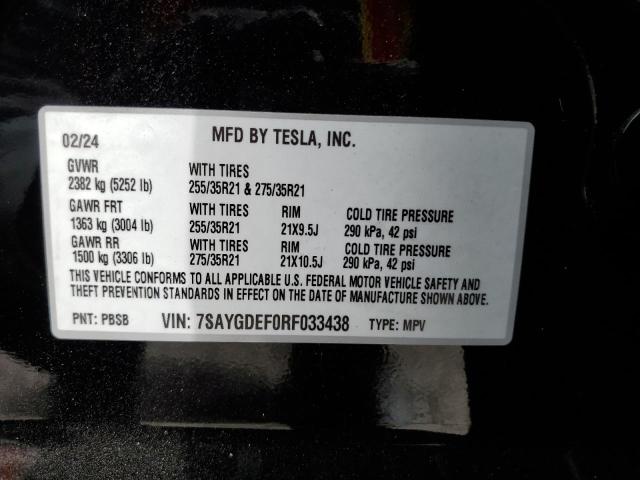 02/24 MFD BY TESLA, INC.
GVWR WITH TIRES
2382 kg (5252 lb) 255/35R21 & 275/35R21
GAWR FRT WITH TIRES RIM COLD TIRE PRESSURE
1363 kg (3004 lb) 255/35R21 21X9.5J 290 kPa, 42 psi
GAWR RR WITH TIRES RIM COLD TIRE PRESSURE
1500 kg (3306 lb) 275/35R21 21X10.5J 290 kPa, 42 psi
THIS VEHICLE CONFORMS TO ALL APPLICABLE U.S. FEDERAL MOTOR VEHICLE SAFETY AND
THEFT PREVENTION STANDARDS IN EFFECT ON THE DATE OF MANUFACTURE SHOWN ABOVE.
PNT: PBSB VIN: 7SAYGDEF0RF033438 TYPE: MPV